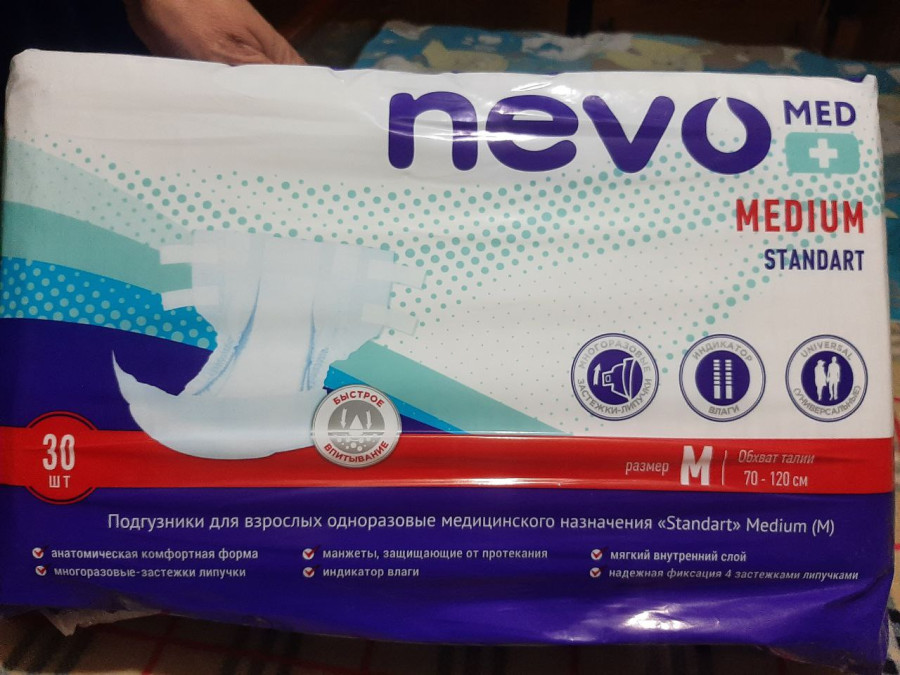 nevo MED
MEDIUM
STANDART
МНОГОРАЗОВЫЕ
ЗАСТЕЖКИ-ЛИПУЧКИ
ИНДИКАТОР
ВЛАГИ
UNIVERSAL
(УНИВЕРСАЛЬНЫЕ)
БЫСТРОЕ
ВПИТЫВАНИЕ
30
ШТ
размер M
Обхват талии
70 - 120 см
Подгузники для взрослых одноразовые медицинского назначения «Standart» Medium (M)
анатомическая комфортная форма
многоразовые-застежки липучки
манжеты, защищающие от протекания
индикатор влаги
мягкий внутренний слой
надежная фиксация 4 застежками липучками